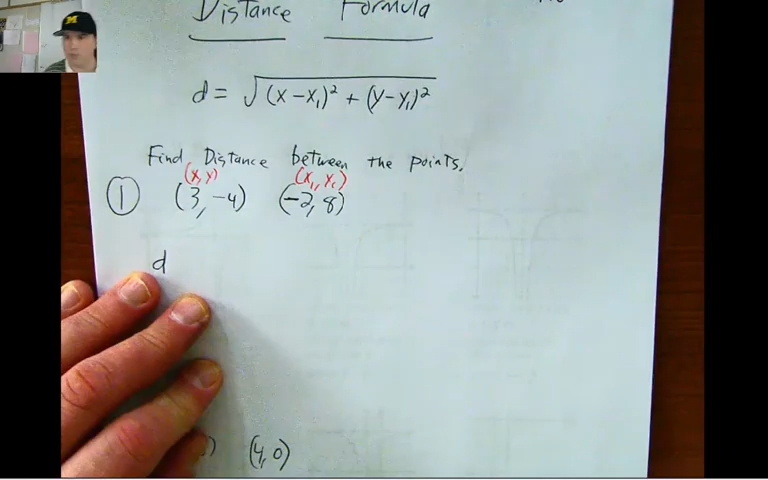 Distance Formula
d = √(x-x₁)² + (y-y₁)²
Find Distance between the points.
(x,y) (x₁, y₁)
① (3, -4) (-2, 8)
d
) (4, 0)